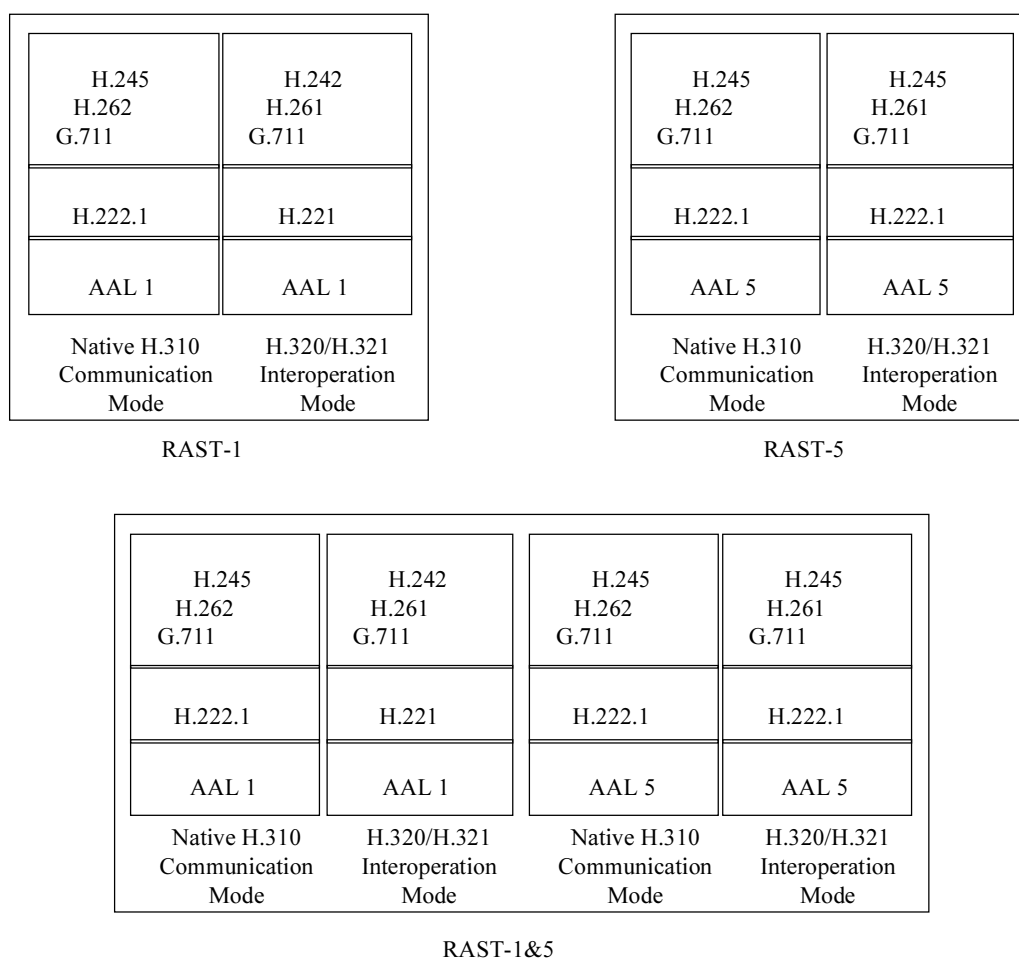 H.245
H.262
G.711
H.222.1
AAL 1
Native H.310
Communication
Mode
H.242
H.261
G.711
H.221
AAL 1
H.320/H.321
Interoperation
Mode
RAST-1
H.245
H.262
G.711
H.222.1
AAL 5
Native H.310
Communication
Mode
H.245
H.261
G.711
H.222.1
AAL 5
H.320/H.321
Interoperation
Mode
RAST-5
H.245
H.262
G.711
H.222.1
AAL 1
Native H.310
Communication
Mode
H.242
H.261
G.711
H.221
AAL 1
H.320/H.321
Interoperation
Mode
H.245
H.262
G.711
H.222.1
AAL 5
Native H.310
Communication
Mode
H.245
H.261
G.711
H.222.1
AAL 5
H.320/H.321
Interoperation
Mode
RAST-1&5